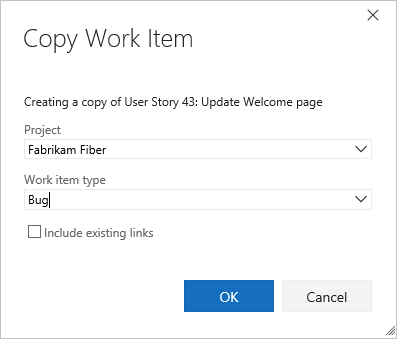 Copy Work Item
Creating a copy of User Story 43: Update Welcome page
Project
Fabrikam Fiber
Work item type
Bug
Include existing links
OK
Cancel